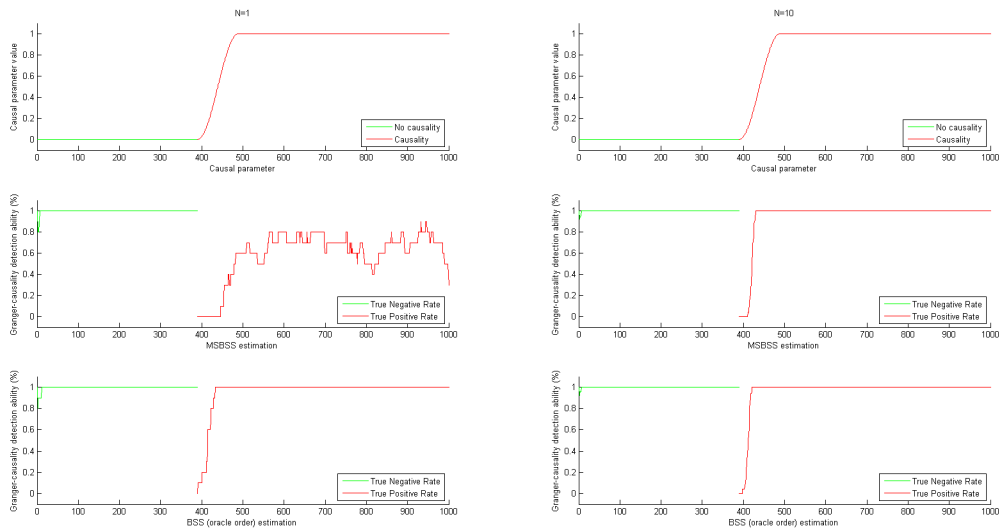 N=1
Causal parameter value
1
0.8
0.6
0.4
0.2
0
No causality
Causality
0 100 200 300 400 500 600 700 800 900 1000
Causal parameter
Granger-causality detection ability (%)
1
0.8
0.6
0.4
0.2
0
True Negative Rate
True Positive Rate
0 100 200 300 400 500 600 700 800 900 1000
MSBSS estimation
Granger-causality detection ability (%)
1
0.8
0.6
0.4
0.2
0
True Negative Rate
True Positive Rate
0 100 200 300 400 500 600 700 800 900 1000
BSS (oracle order) estimation
N=10
Causal parameter value
1
0.8
0.6
0.4
0.2
0
No causality
Causality
0 100 200 300 400 500 600 700 800 900 1000
Causal parameter
Granger-causality detection ability (%)
1
0.8
0.6
0.4
0.2
0
True Negative Rate
True Positive Rate
0 100 200 300 400 500 600 700 800 900 1000
MSBSS estimation
Granger-causality detection ability (%)
1
0.8
0.6
0.4
0.2
0
True Negative Rate
True Positive Rate
0 100 200 300 400 500 600 700 800 900 1000
BSS (oracle order) estimation